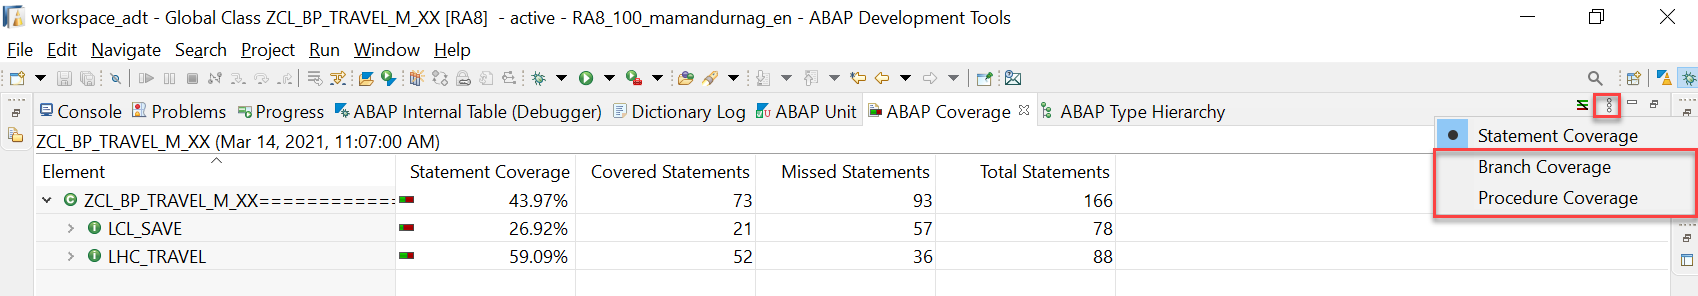 workspace_adt - Global Class ZCL_BP_TRAVEL_M_XX [RA8] - active - RA8_100_mamandurnag_en - ABAP Development Tools
File Edit Navigate Search Project Run Window Help
Console Problems Progress ABAP Internal Table (Debugger) Dictionary Log ABAP Unit ABAP Coverage ABAP Type Hierarchy
Statement Coverage
Branch Coverage
Procedure Coverage
ZCL_BP_TRAVEL_M_XX (Mar 14, 2021, 11:07:00 AM)
Element Statement Coverage Covered Statements Missed Statements Total Statements
ZCL_BP_TRAVEL_M_XX============= 43.97% 73 93 166
LCL_SAVE 26.92% 21 57 78
LHC_TRAVEL 59.09% 52 36 88